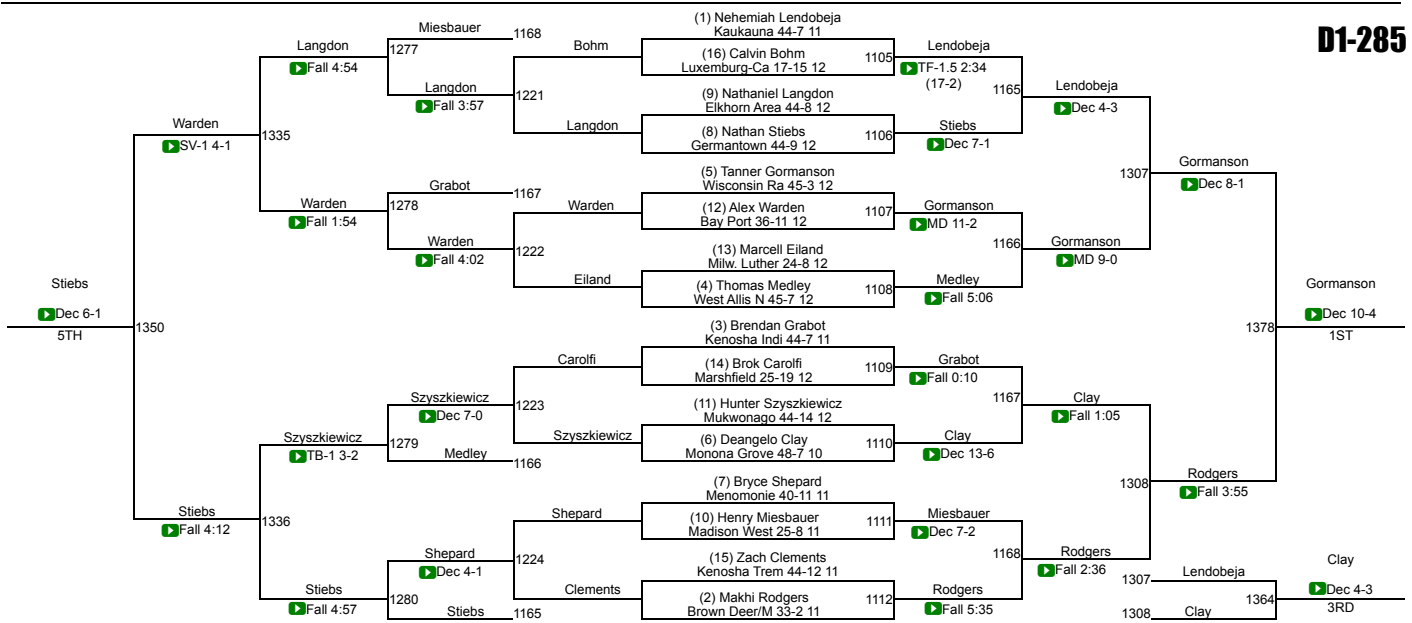 D1-285
(1) Nehemiah Lendobeja
Kaukauna 44-7 11
(16) Calvin Bohm
Luxemburg-Ca 17-15 12
1105
(9) Nathaniel Langdon
Elkhorn Area 44-8 12
(8) Nathan Stiebs
Germantown 44-9 12
1106
(5) Tanner Gormanson
Wisconsin Ra 45-3 12
(12) Alex Warden
Bay Port 36-11 12
1107
(13) Marcell Eiland
Milw. Luther 24-8 12
(4) Thomas Medley
West Allis N 45-7 12
1108
(3) Brendan Grabot
Kenosha Indi 44-7 11
(14) Brok Carolfi
Marshfield 25-19 12
1109
(11) Hunter Szyszkiewicz
Mukwonago 44-14 12
(6) Deangelo Clay
Monona Grove 48-7 10
1110
(7) Bryce Shepard
Menomonie 40-11 11
(10) Henry Miesbauer
Madison West 25-8 11
1111
(15) Zach Clements
Kenosha Trem 44-12 11
(2) Makhi Rodgers
Brown Deer/M 33-2 11
1112
Lendobeja
TF-1.5 2:34
(17-2)
1165
Stiebs
Dec 7-1
Gormanson
MD 11-2
1166
Medley
Fall 5:06
Grabot
Fall 0:10
1167
Clay
Dec 13-6
Miesbauer
Dec 7-2
1168
Rodgers
Fall 5:35
Lendobeja
Dec 4-3
1307
Gormanson
MD 9-0
Clay
Fall 1:05
1308
Rodgers
Fall 2:36
Gormanson
Dec 8-1
1378
Rodgers
Fall 3:55
Gormanson
Dec 10-4
1ST
1307
Lendobeja
1364
1308
Clay
Clay
Dec 4-3
3RD
Bohm
1221
Langdon
Warden
1222
Eiland
Carolfi
1223
Szyszkiewicz
Shepard
1224
Clements
Miesbauer
1168
1277
Langdon
Fall 3:57
Grabot
1167
1278
Warden
Fall 4:02
Szyszkiewicz
Dec 7-0
1279
Medley
1166
Shepard
Dec 4-1
1280
Stiebs
1165
Langdon
Fall 4:54
1335
Warden
Fall 1:54
Szyszkiewicz
TB-1 3-2
1336
Stiebs
Fall 4:57
Warden
SV-1 4-1
1350
Stiebs
Fall 4:12
Stiebs
Dec 6-1
5TH